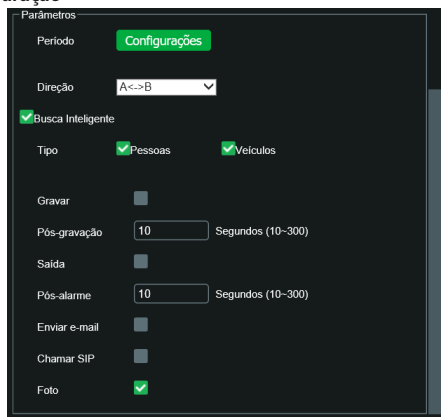 Parâmetros
Período Configurações
Direção A<->B
Busca Inteligente
Tipo Pessoas Veículos
Gravar
Pós-gravação 10 Segundos (10~300)
Saída
Pós-alarme 10 Segundos (10~300)
Enviar e-mail
Chamar SIP
Foto